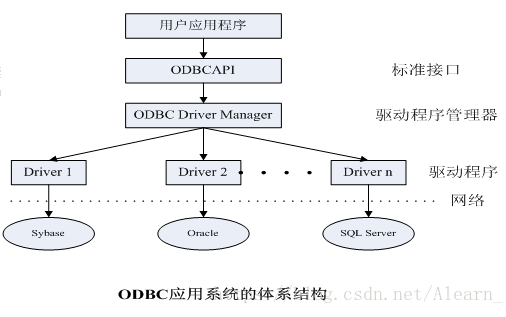 用户应用程序
ODBCAPI 标准接口
ODBC Driver Manager 驱动程序管理器
Driver 1 Driver 2 Driver n 驱动程序
网络
Sybase Oracle SQL Server
ODBC应用系统的体系结构
csdn.net/Alearn_